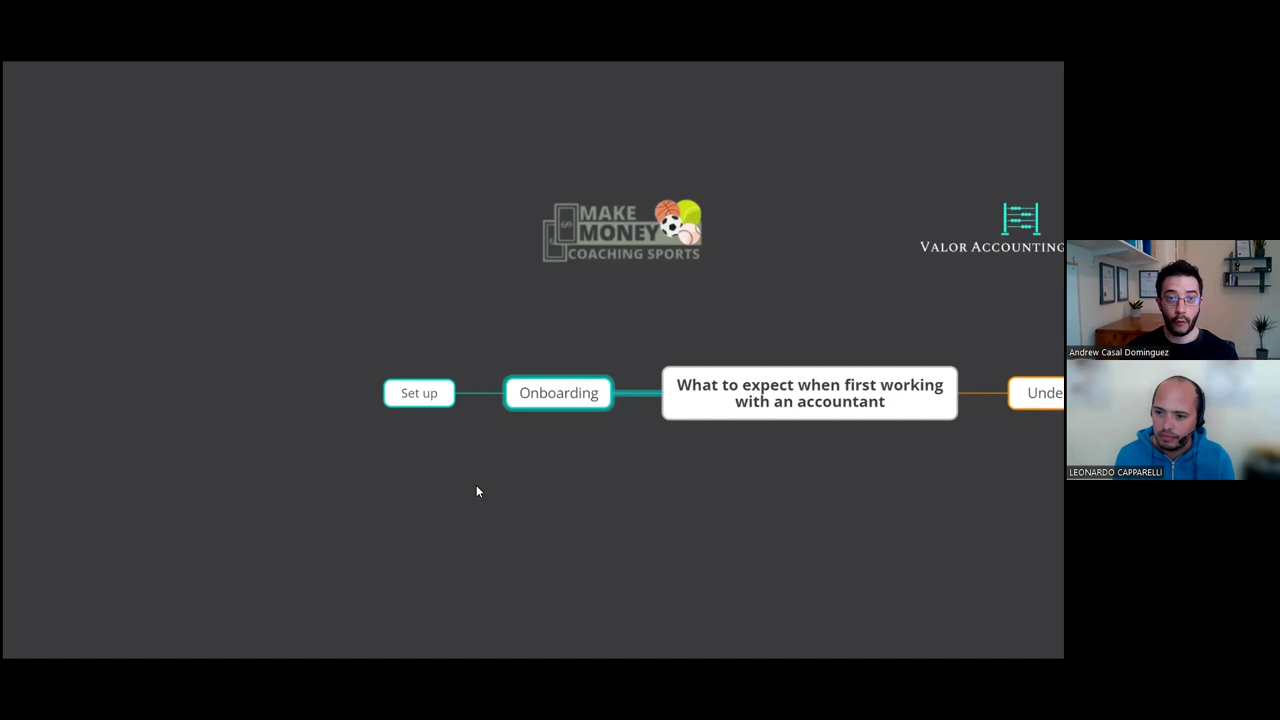 MAKE
MONEY
COACHING SPORTS
VALOR ACCOUNTING
Set up
Onboarding
What to expect when first working
with an accountant
Unde
Andrew Casal Dominguez
LEONARDO CAPPARELLI